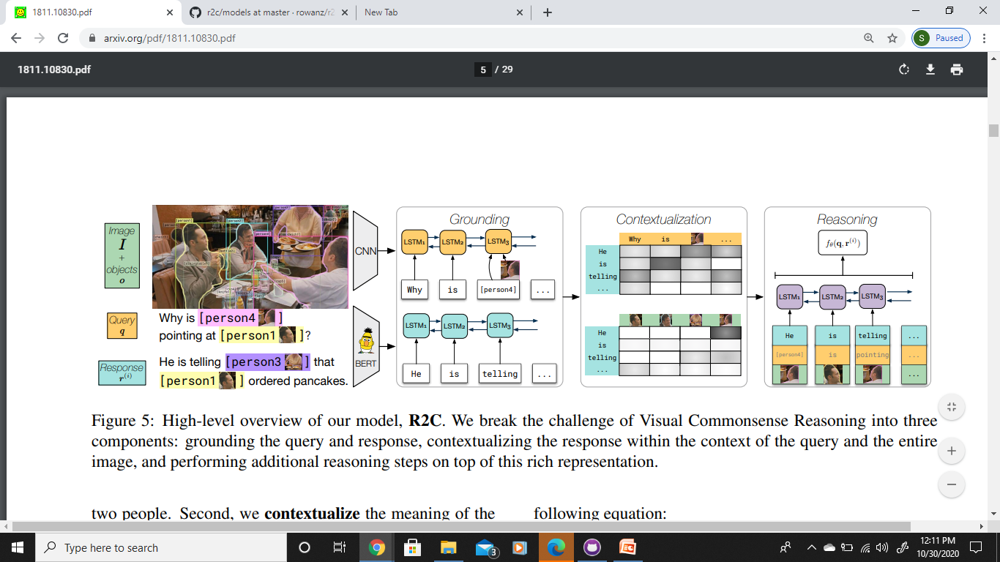 1811.10830.pdf
r2c/models at master · rowanz/r2
New Tab
arxiv.org/pdf/1811.10830.pdf
S Paused
1811.10830.pdf
5 / 29
Image
I
+
objects
o
Query
q
Response
r(i)
[person1]
[person2]
[person3]
[person4]
Why is [person4 ]
pointing at [person1 ]?
He is telling [person3 ] that
[person1 ] ordered pancakes.
CNN
BERT
Grounding
LSTM1 LSTM2 LSTM3
Why is [person4] ...
LSTM1 LSTM2 LSTM3
He is telling ...
Contextualization
Why is ...
He
is
telling
...
He
is
telling
...
Reasoning
fθ(q, r(i))
LSTM1 LSTM2 LSTM3
He is telling ...
[person4] is pointing ...
...
Figure 5: High-level overview of our model, R2C. We break the challenge of Visual Commonsense Reasoning into three
components: grounding the query and response, contextualizing the response within the context of the query and the entire
image, and performing additional reasoning steps on top of this rich representation.
two people. Second, we contextualize the meaning of the
following equation:
Type here to search
3
12:11 PM
10/30/2020